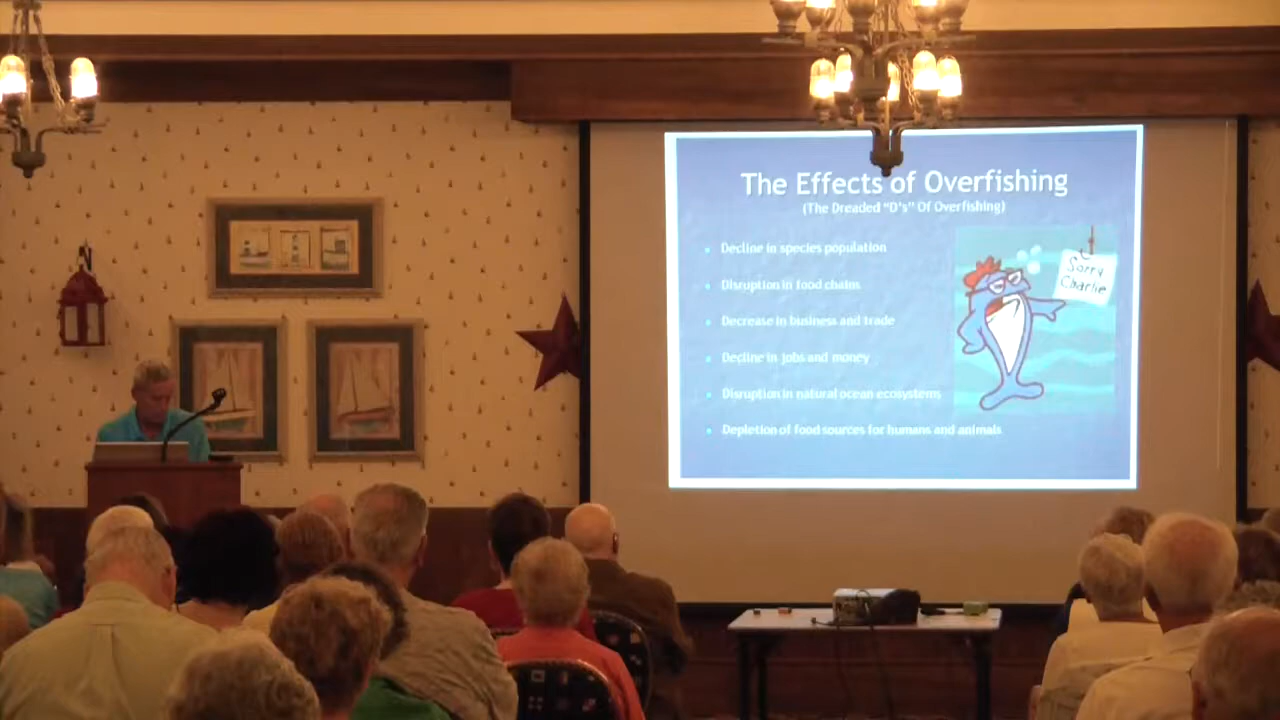 The Effects of Overfishing
(The Dreaded "D's" Of Overfishing)
Decline in species population
Disruption in food chains
Decrease in business and trade
Decline in jobs and money
Disruption in natural ocean ecosystems
Depletion of food sources for humans and animals
Sorry
Charlie